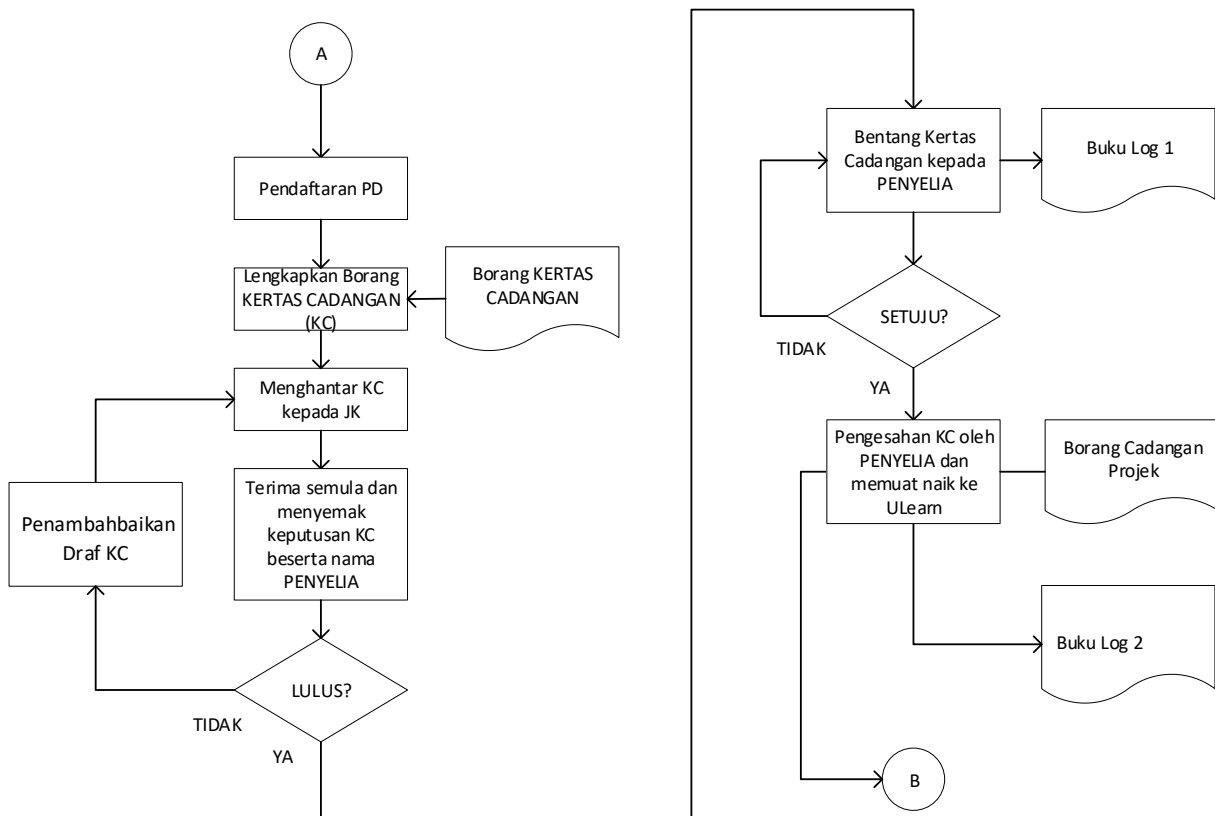 A
Pendaftaran PD
Lengkapkan Borang
KERTAS CADANGAN
(KC)
Borang KERTAS
CADANGAN
Menghantar KC
kepada JK
Terima semula dan
menyemak
keputusan KC
beserta nama
PENYELIA
Penambahbaikan
Draf KC
LULUS?
TIDAK
YA
Bentang Kertas
Cadangan kepada
PENYELIA
Buku Log 1
SETUJU?
TIDAK
YA
Pengesahan KC oleh
PENYELIA dan
memuat naik ke
ULearn
Borang Cadangan
Projek
Buku Log 2
B